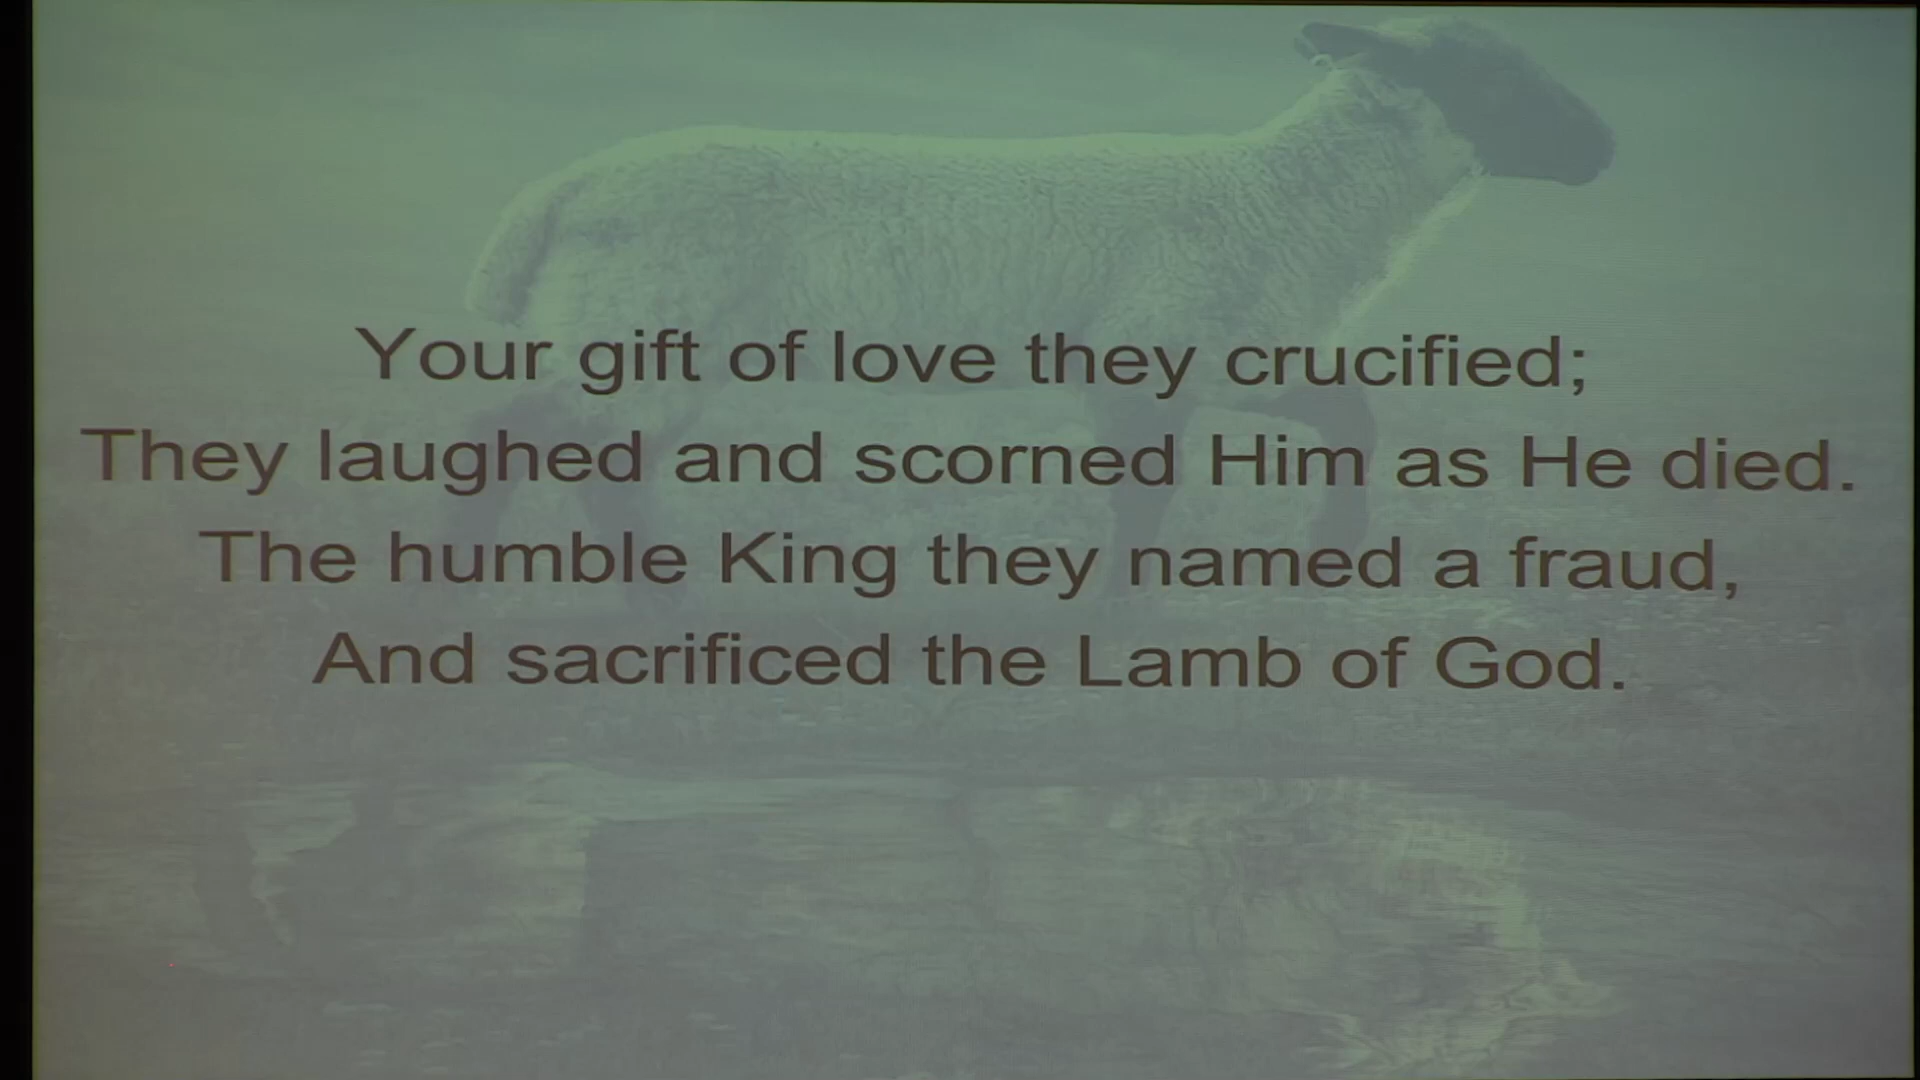 Your gift of love they crucified;
They laughed and scorned Him as He died.
The humble King they named a fraud,
And sacrificed the Lamb of God.